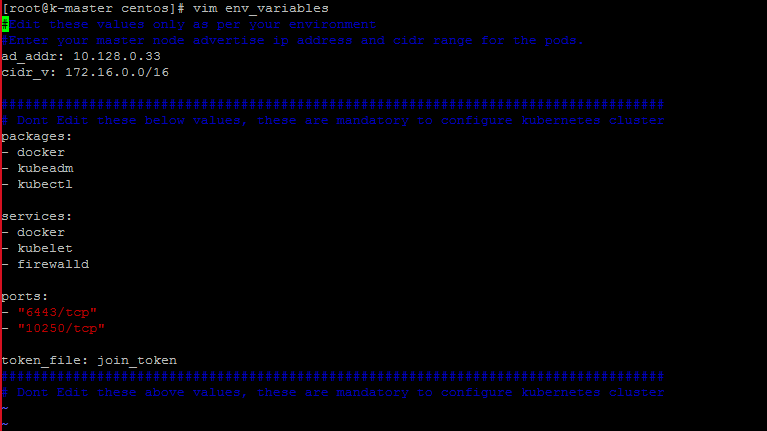 [root@k-master centos]# vim env_variables
#Edit these values only as per your environment
#Enter your master node advertise ip address and cidr range for the pods.
ad_addr: 10.128.0.33
cidr_v: 172.16.0.0/16
###################################################################################
# Dont Edit these below values, these are mandatory to configure kubernetes cluster
packages:
- docker
- kubeadm
- kubectl
services:
- docker
- kubelet
- firewalld
ports:
- "6443/tcp"
- "10250/tcp"
token_file: join_token
###################################################################################
# Dont Edit these above values, these are mandatory to configure kubernetes cluster
~
~